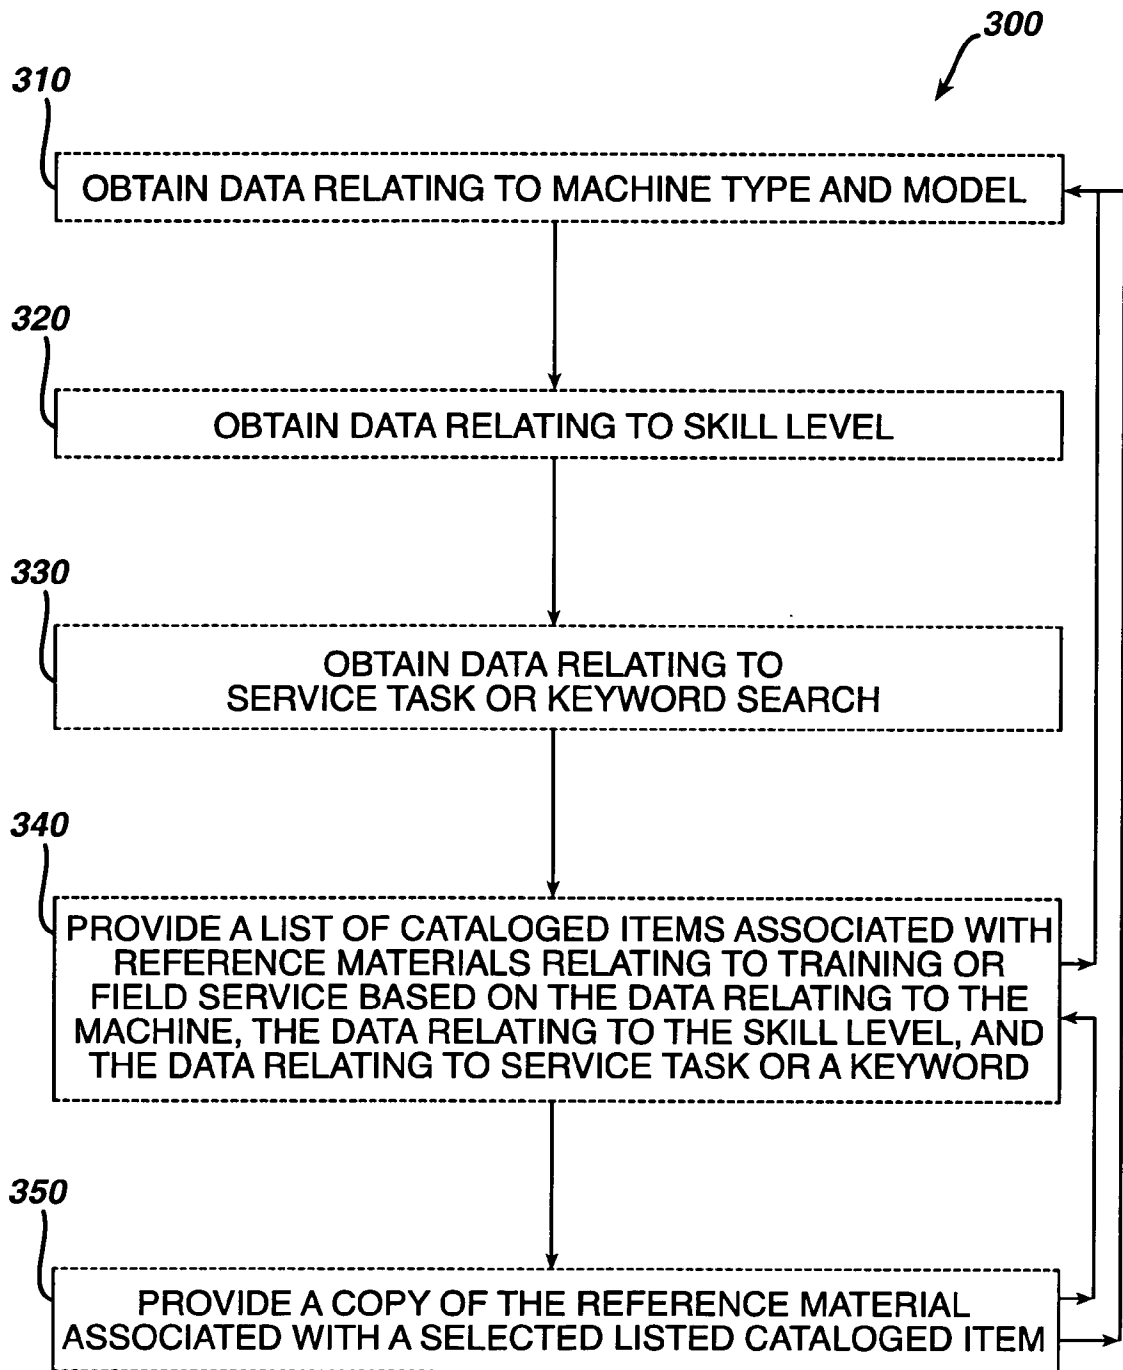 300
310
OBTAIN DATA RELATING TO MACHINE TYPE AND MODEL
320
OBTAIN DATA RELATING TO SKILL LEVEL
330
OBTAIN DATA RELATING TO
SERVICE TASK OR KEYWORD SEARCH
340
PROVIDE A LIST OF CATALOGED ITEMS ASSOCIATED WITH
REFERENCE MATERIALS RELATING TO TRAINING OR
FIELD SERVICE BASED ON THE DATA RELATING TO THE
MACHINE, THE DATA RELATING TO THE SKILL LEVEL, AND
THE DATA RELATING TO SERVICE TASK OR A KEYWORD
350
PROVIDE A COPY OF THE REFERENCE MATERIAL
ASSOCIATED WITH A SELECTED LISTED CATALOGED ITEM